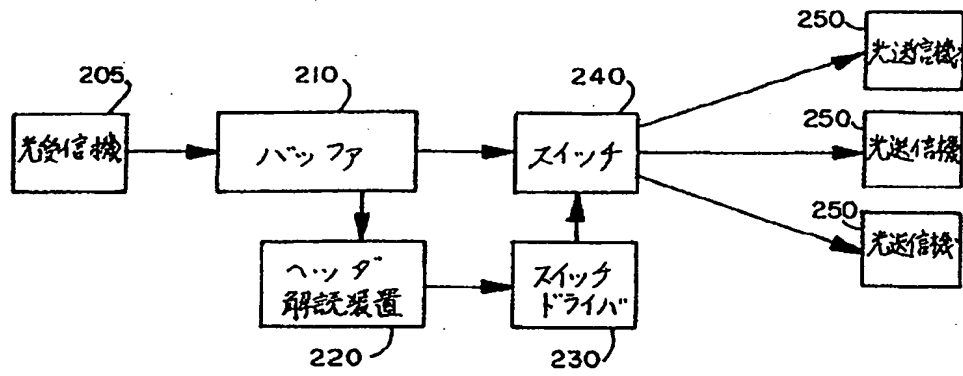 205
光受信機
210
バッファ
240
スイッチ
250
光送信機
250
光送信機
250
光送信機
ヘッダ
解読装置
220
スイッチ
ドライバ
230